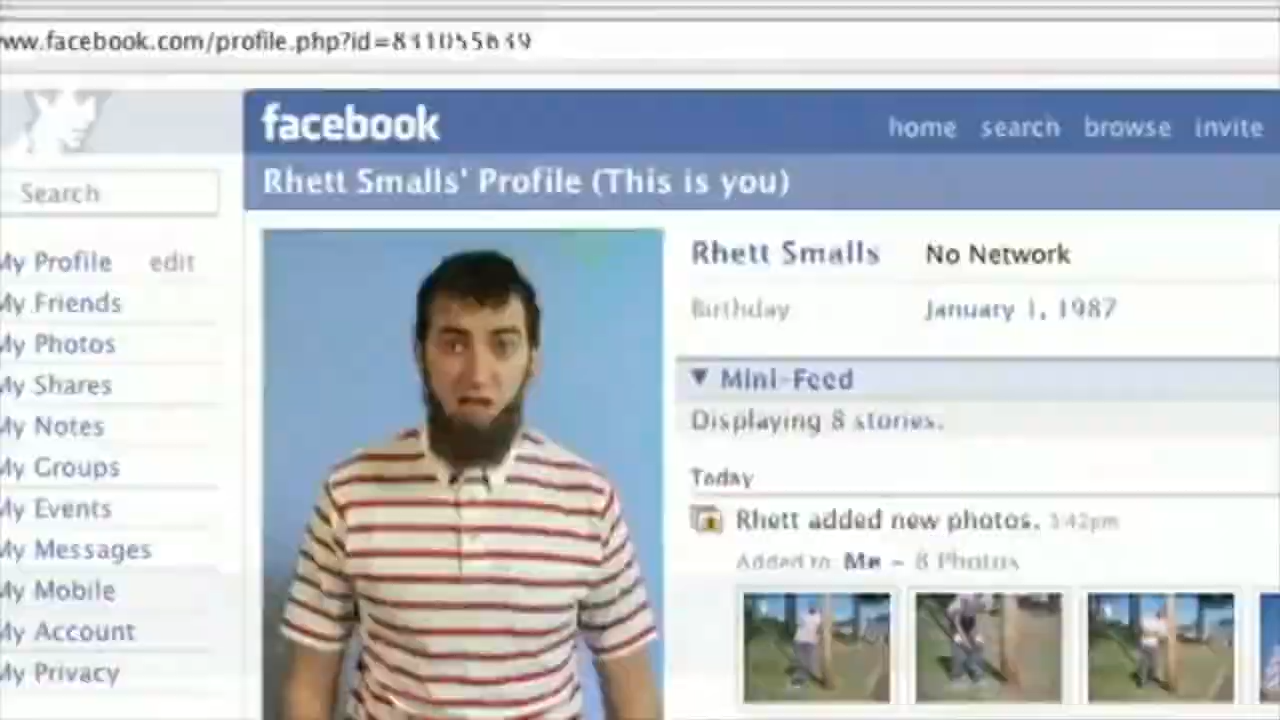 ww.facebook.com/profile.php?id=
facebook
home search browse invite
Rhett Smalls' Profile (This is you)
Search
My Profile edit
My Friends
My Photos
My Shares
My Notes
My Groups
My Events
My Messages
My Mobile
My Account
My Privacy
Rhett Smalls No Network
Birthday January 1, 1987
Mini-Feed
Displaying 8 stories.
Today
Rhett added new photos. 3:42pm
Added to Me - 8 Photos